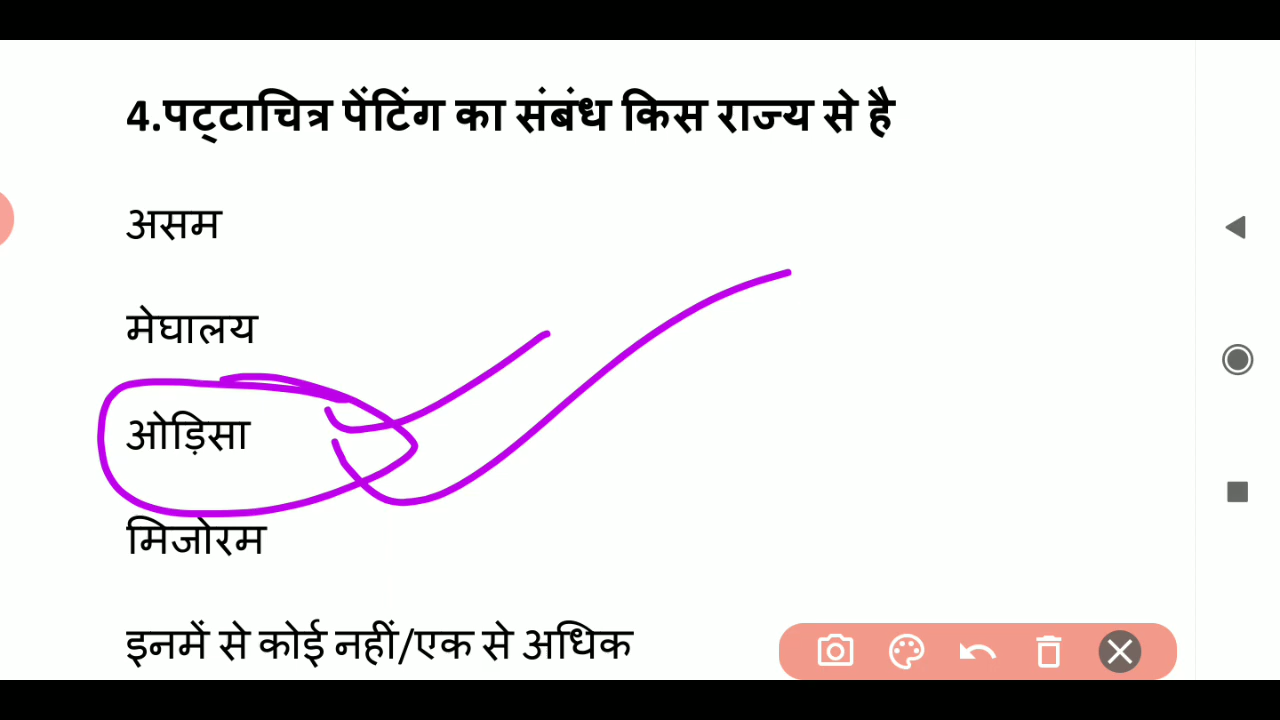 4.पट्टाचित्र पेंटिंग का संबंध किस राज्य से है
असम
मेघालय
ओड़िसा
मिजोरम
इनमें से कोई नहीं/एक से अधिक